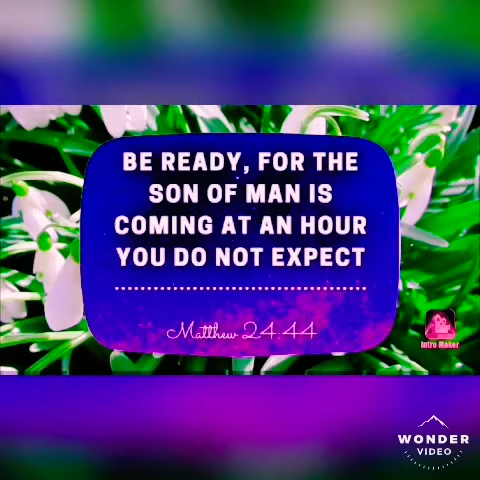 BE READY, FOR THE
SON OF MAN IS
COMING AT AN HOUR
YOU DO NOT EXPECT
Matthew 24.44
Intro Maker
WONDER
VIDEO